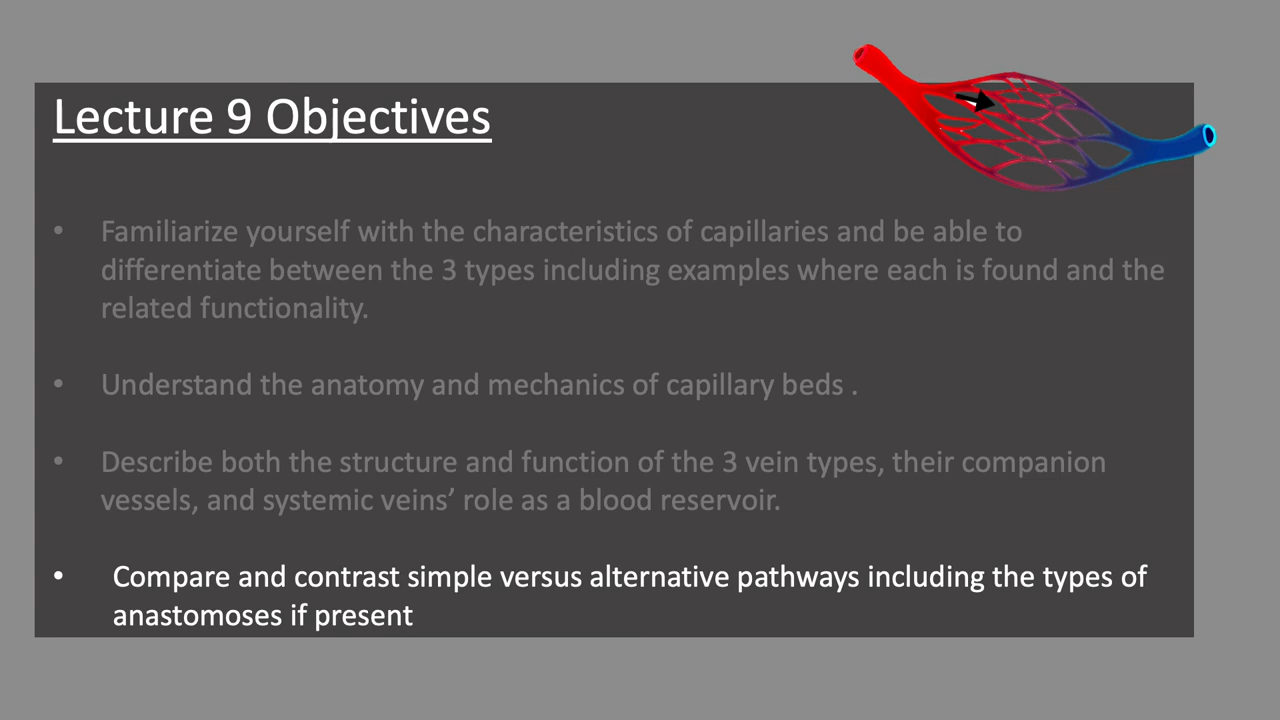 Lecture 9 Objectives
• Familiarize yourself with the characteristics of capillaries and be able to
differentiate between the 3 types including examples where each is found and the
related functionality.
• Understand the anatomy and mechanics of capillary beds .
• Describe both the structure and function of the 3 vein types, their companion
vessels, and systemic veins’ role as a blood reservoir.
• Compare and contrast simple versus alternative pathways including the types of
anastomoses if present